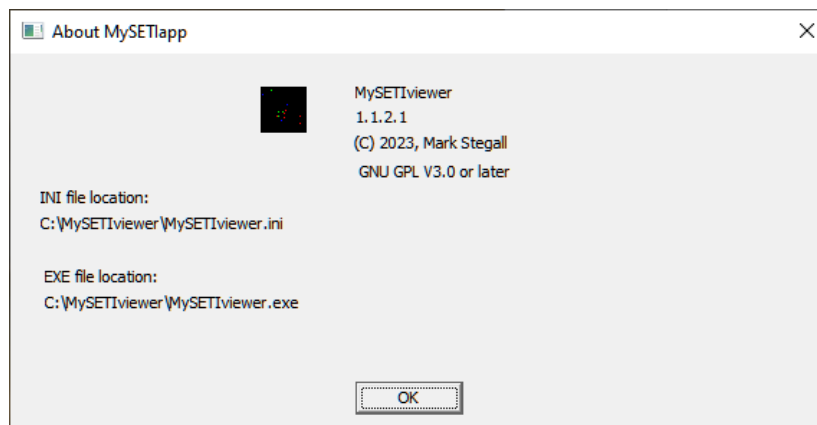 About MySETIapp
MySETIviewer
1.1.2.1
(C) 2023, Mark Stegall
GNU GPL V3.0 or later
INI file location:
C:\MySETIviewer\MySETIviewer.ini
EXE file location:
C:\MySETIviewer\MySETIviewer.exe
OK